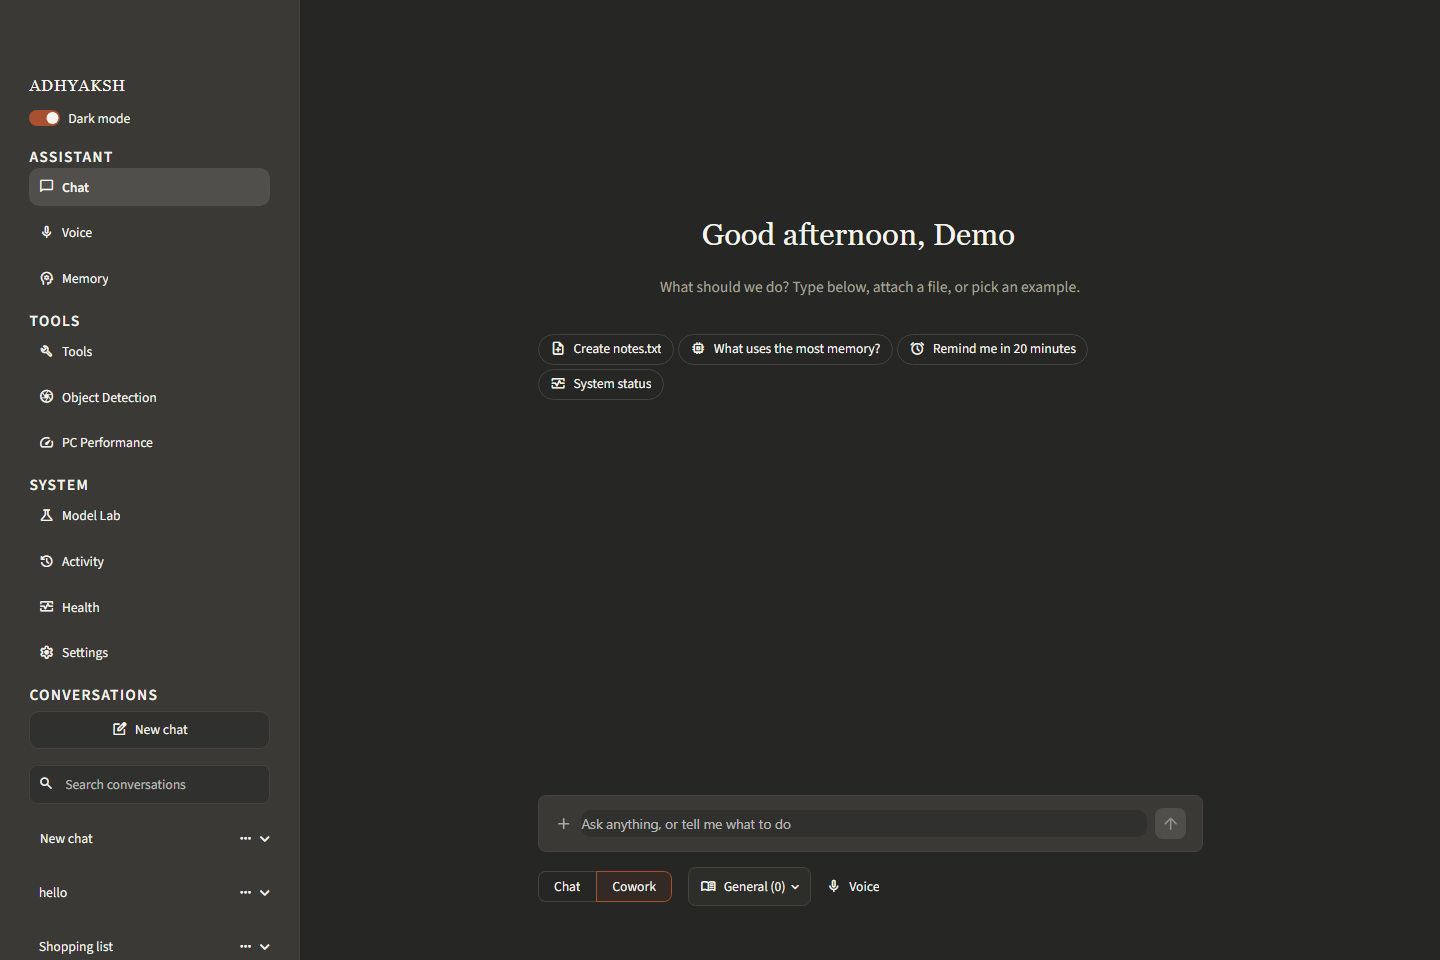 ADHYAKSH
Dark mode
ASSISTANT
Chat
Voice
Memory
TOOLS
Tools
Object Detection
PC Performance
SYSTEM
Model Lab
Activity
Health
Settings
CONVERSATIONS
New chat
Search conversations
New chat
hello
Shopping list
Good afternoon, Demo
What should we do? Type below, attach a file, or pick an example.
Create notes.txt What uses the most memory? Remind me in 20 minutes
System status
Ask anything, or tell me what to do
Chat Cowork General (0) Voice